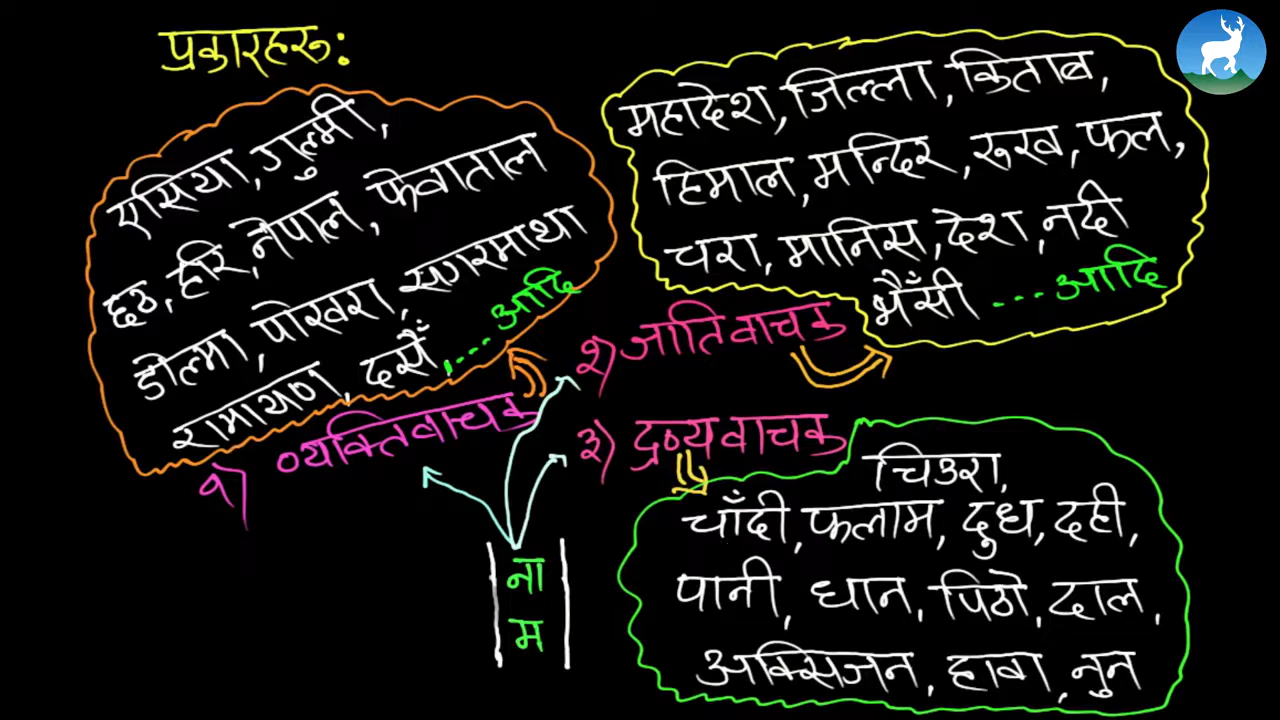 प्रकारहरु:
एसिया, गुल्मी,
छठ, हरि, नेपाल, फेवाताल
डोल्मा, पोखरा, सगरमाथा
रामायण, दसैँ, ... आदि
१) व्यक्तिवाचक
महादेश, जिल्ला, किताब,
हिमाल, मन्दिर, रूख, फल,
चरा, मानिस, देश, नदी
भैँसी ... आदि
२) जातिवाचक
३) द्रव्यवाचक
चिउरा,
चाँदी, फलाम, दुध, दही,
पानी, धान, पिठो, दाल,
अक्सिजन, हावा, नुन
ना
म